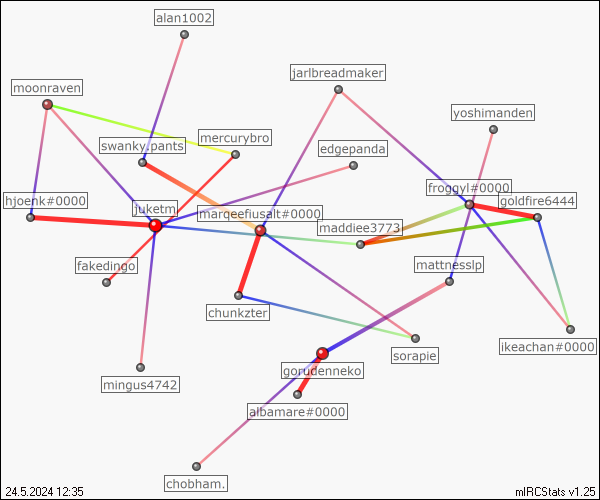 alan1002
jarlbreadmaker
moonraven
yoshimanden
mercurybro
swanky.pants
edgepanda
froggyl#0000
hjoenk#0000
goldfire6444
juketm
marqeefiusalt#0000
maddiee3773
fakedingo
mattnesslp
chunkzter
ikeachan#0000
sorapie
gorudenneko
mingus4742
albamare#0000
chobham.
24.5.2024 12:35
mIRCStats v1.25